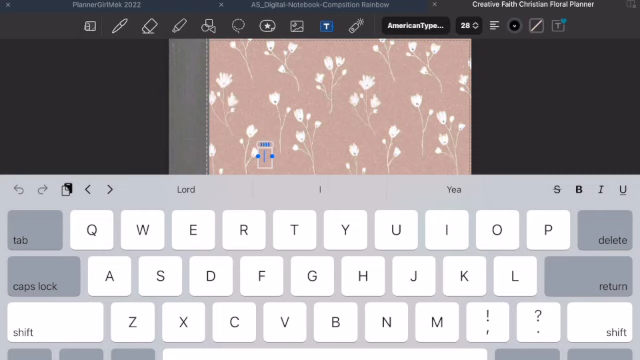 PlannerGirlMek 2022
AS_Digital-Notebook-Compsition Rainbow
Creative Faith Christian Floral Planner
T
AmericanType...
28
T
Lord
I
Yea
S B I U
tab Q W E R T Y U I O P delete
caps lock A S D F G H J K L return
shift Z X C V B N M ! , ? . shift